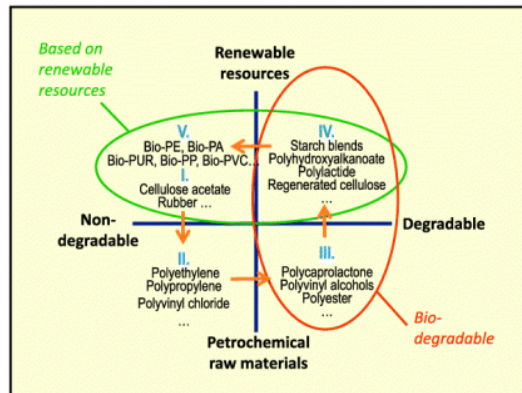 Based on
renewable
resources
Renewable
resources
V.
Bio-PE, Bio-PA
Bio-PUR, Bio-PP, Bio-PVC...
I.
Cellulose acetate
Rubber ...
IV.
Starch blends
Polyhydroxyalkanoate
Polylactide
Regenerated cellulose
...
Non-
degradable
Degradable
II.
Polyethylene
Polypropylene
Polyvinyl chloride
...
III.
Polycaprolactone
Polyvinyl alcohols
Polyester
...
Bio-
degradable
Petrochemical
raw materials